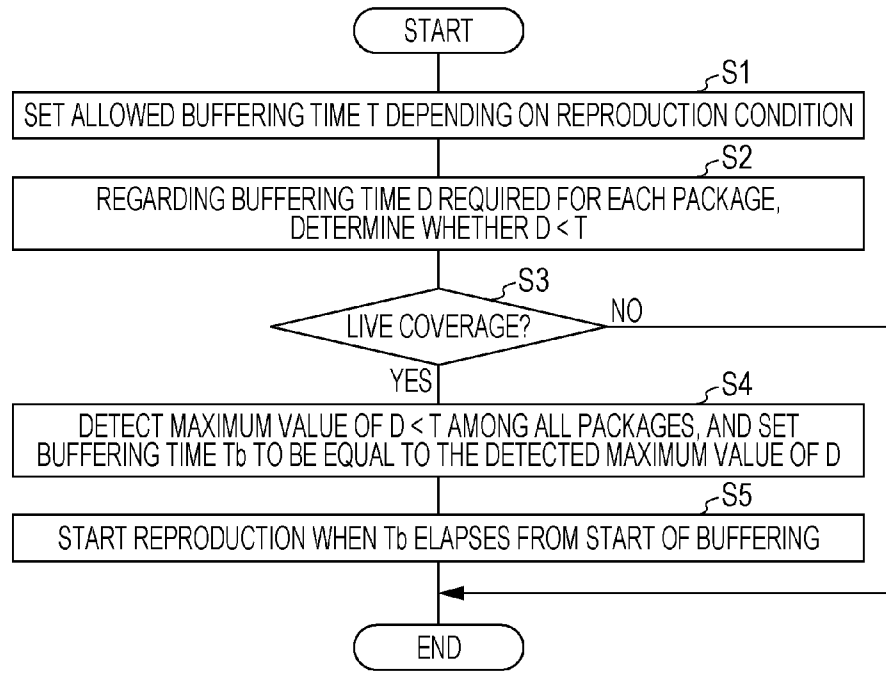 START
S1
SET ALLOWED BUFFERING TIME T DEPENDING ON REPRODUCTION CONDITION
S2
REGARDING BUFFERING TIME D REQUIRED FOR EACH PACKAGE,
DETERMINE WHETHER D < T
S3
LIVE COVERAGE?
NO
YES
S4
DETECT MAXIMUM VALUE OF D < T AMONG ALL PACKAGES, AND SET
BUFFERING TIME Tb TO BE EQUAL TO THE DETECTED MAXIMUM VALUE OF D
S5
START REPRODUCTION WHEN Tb ELAPSES FROM START OF BUFFERING
END